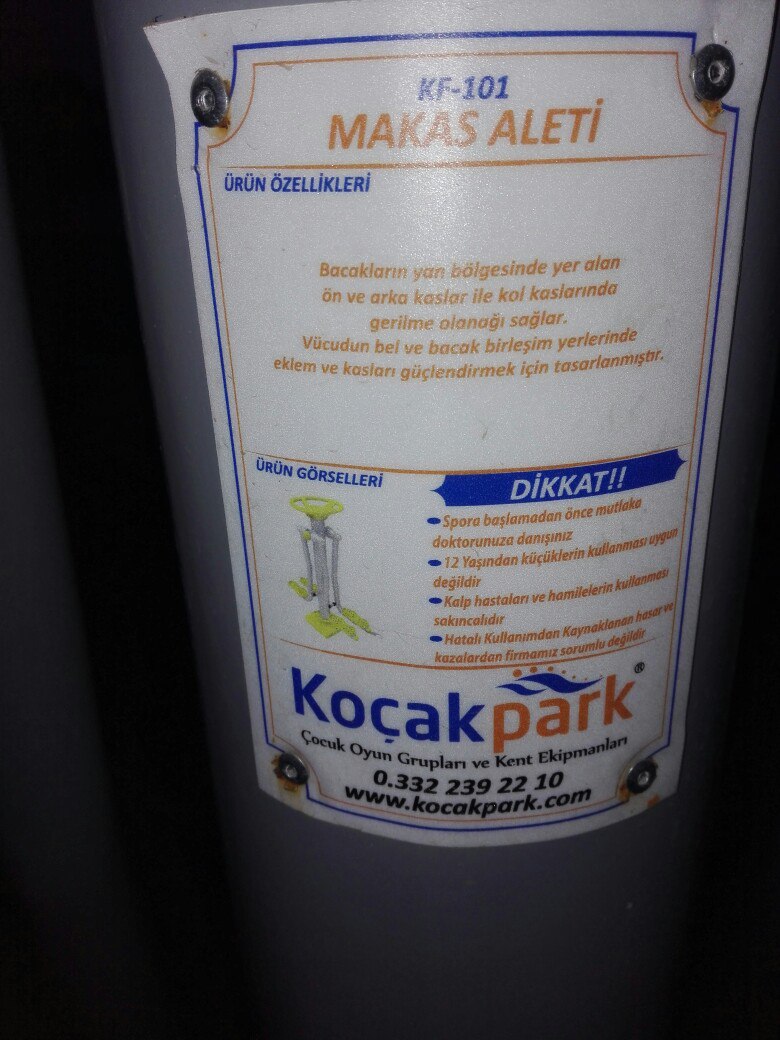 KF-101
MAKAS ALETİ
ÜRÜN ÖZELLİKLERİ
Bacakların yan bölgesinde yer alan
ön ve arka kaslar ile kol kaslarında
gerilme olanağı sağlar.
Vücudun bel ve bacak birleşim yerlerinde
eklem ve kasları güçlendirmek için tasarlanmıştır.
ÜRÜN GÖRSELLERİ
DİKKAT!!
Spora başlamadan önce mutlaka
doktorunuza danışınız
12 Yaşından küçüklerin kullanması uygun
değildir
Kalp hastaları ve hamilelerin kullanması
sakıncalıdır
Hatalı Kullanımdan Kaynaklanan hasar ve
kazalardan firmamız sorumlu değildir
Koçakpark®
Çocuk Oyun Grupları ve Kent Ekipmanları
0.332 239 22 10
www.kocakpark.com